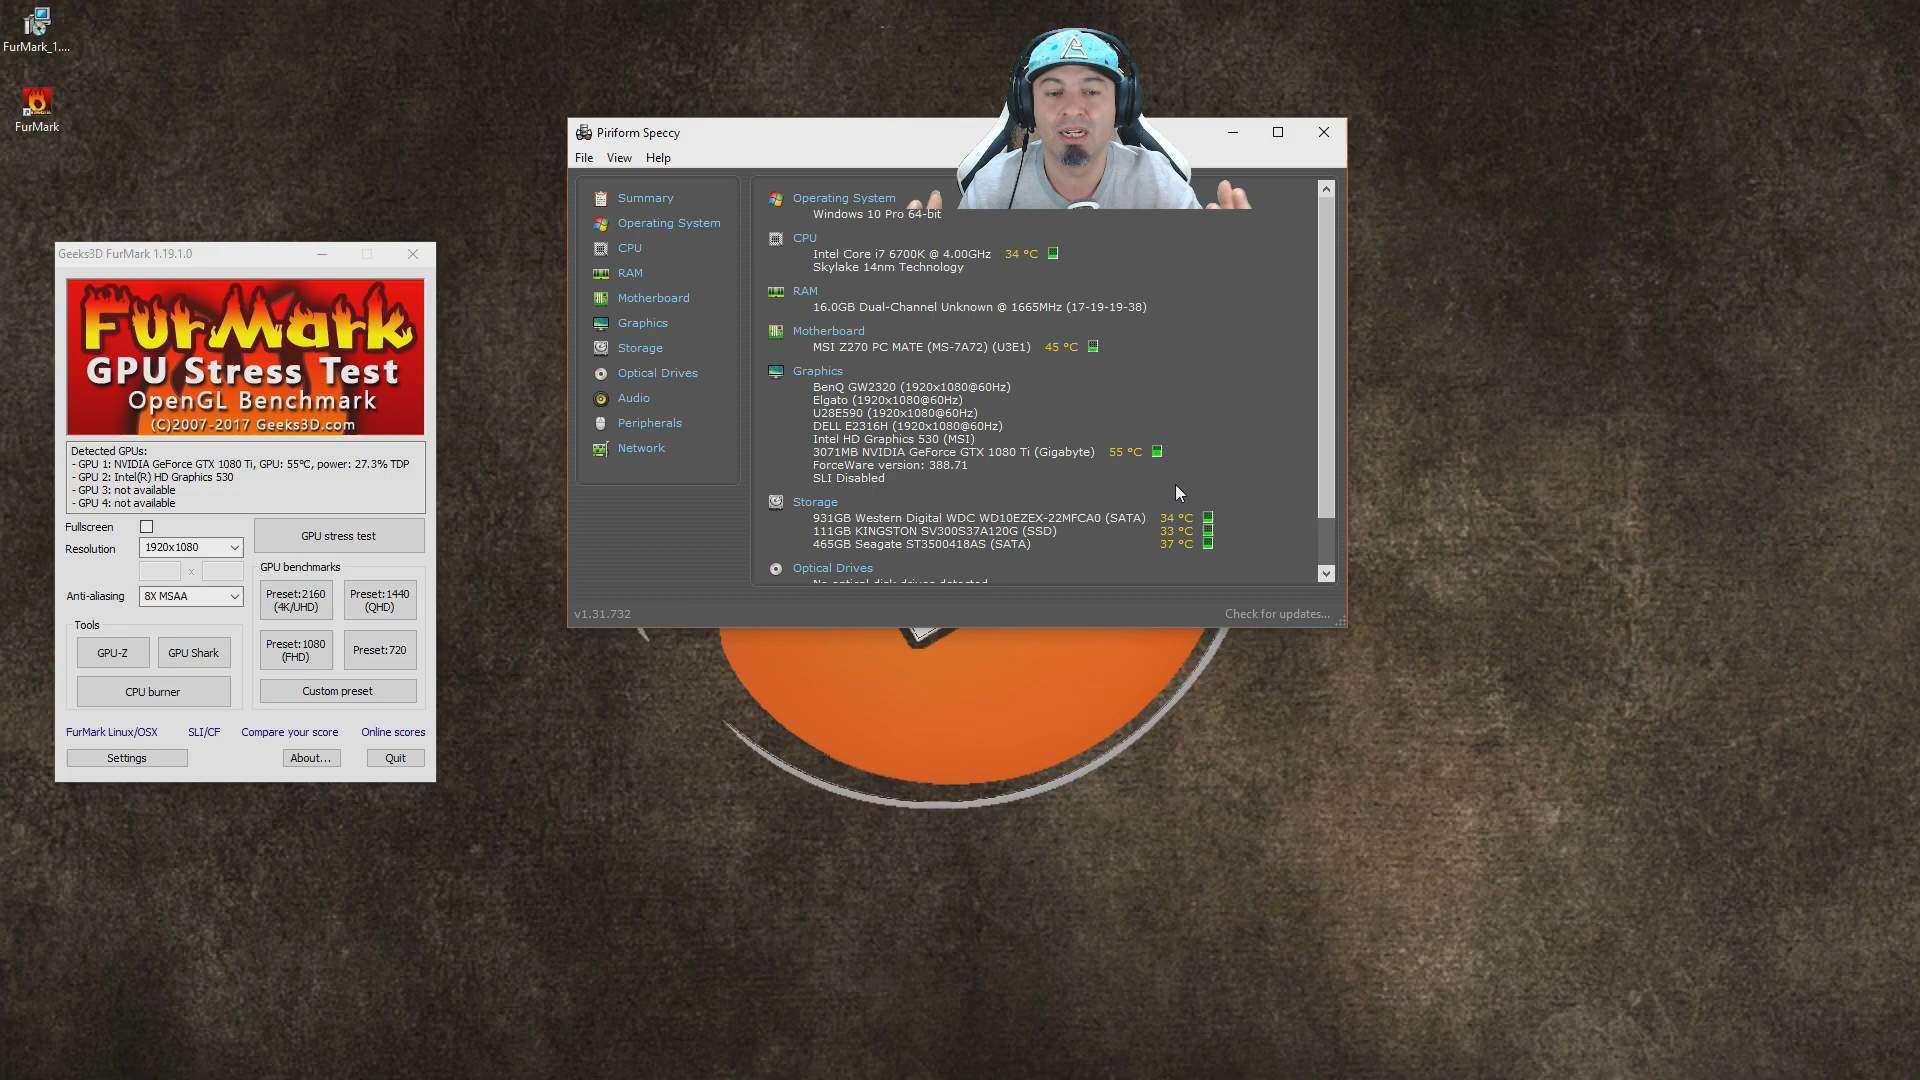 FurMark_1....
FurMark
Geeks3D FurMark 1.19.1.0
FurMark
GPU Stress Test
OpenGL Benchmark
(C)2007-2017 Geeks3D.com
Detected GPUs:
- GPU 1: NVIDIA GeForce GTX 1080 Ti, GPU: 55°C, power: 27.3% TDP
- GPU 2: Intel(R) HD Graphics 530
- GPU 3: not available
- GPU 4: not available
Fullscreen
GPU stress test
Resolution
1920x1080
x
Anti-aliasing
8X MSAA
GPU benchmarks
Preset:2160
(4K/UHD)
Preset:1440
(QHD)
Preset:1080
(FHD)
Preset:720
Custom preset
Tools
GPU-Z
GPU Shark
CPU burner
FurMark Linux/OSX
SLI/CF
Compare your score
Online scores
Settings
About...
Quit
Piriform Speccy
File View Help
Summary
Operating System
CPU
RAM
Motherboard
Graphics
Storage
Optical Drives
Audio
Peripherals
Network
Operating System
Windows 10 Pro 64-bit
CPU
Intel Core i7 6700K @ 4.00GHz 34 °C
Skylake 14nm Technology
RAM
16.0GB Dual-Channel Unknown @ 1665MHz (17-19-19-38)
Motherboard
MSI Z270 PC MATE (MS-7A72) (U3E1) 45 °C
Graphics
BenQ GW2320 (1920x1080@60Hz)
Elgato (1920x1080@60Hz)
U28E590 (1920x1080@60Hz)
DELL E2316H (1920x1080@60Hz)
Intel HD Graphics 530 (MSI)
3071MB NVIDIA GeForce GTX 1080 Ti (Gigabyte) 55 °C
ForceWare version: 388.71
SLI Disabled
Storage
931GB Western Digital WDC WD10EZEX-22MFCA0 (SATA) 34 °C
111GB KINGSTON SV300S37A120G (SSD) 33 °C
465GB Seagate ST3500418AS (SATA) 37 °C
Optical Drives
No optical disk drives detected
v1.31.732
Check for updates...